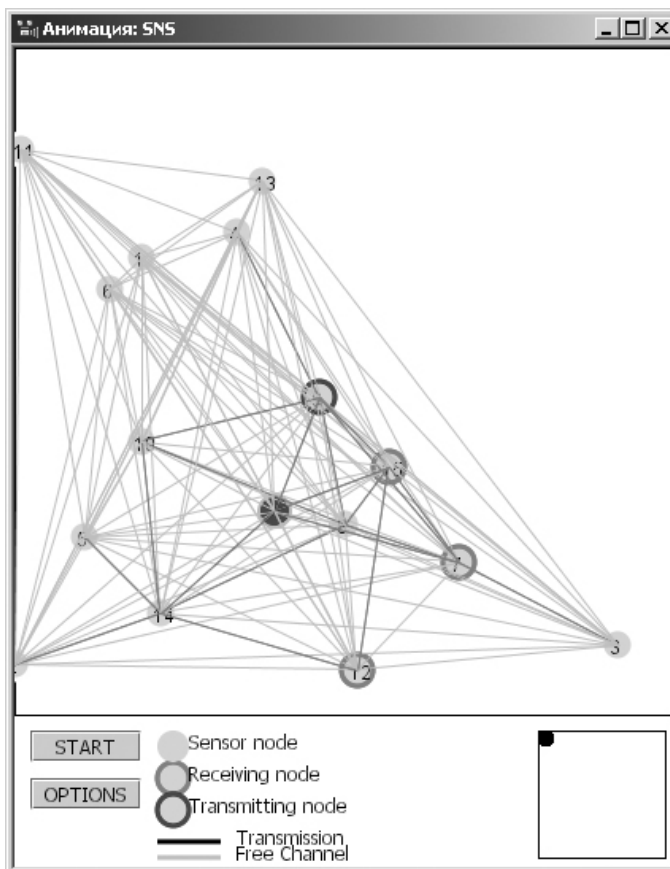 Анимация: SNS
11
13
4
1
6
10
5
14
12
3
START
OPTIONS
Sensor node
Receiving node
Transmitting node
Transmission
Free Channel